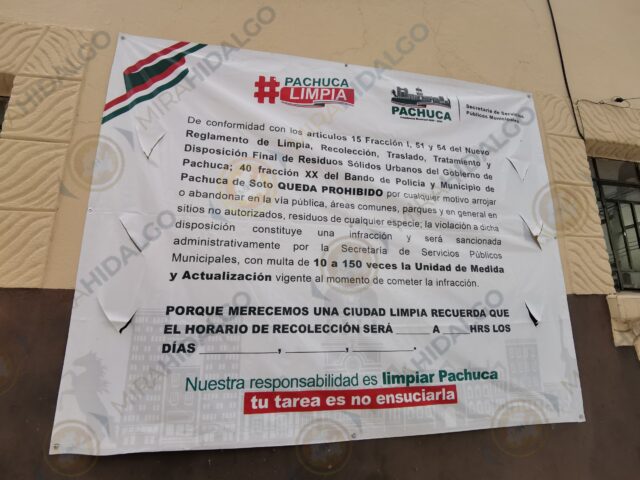 #PACHUCA
LIMPIA
PACHUCA
Secretaría de Servicios
Públicos Municipales
De conformidad con los artículos 15 Fracción I, 51 y 54 del Nuevo
Reglamento de Limpia, Recolección, Traslado, Tratamiento y
Disposición Final de Residuos Sólidos Urbanos del Gobierno de
Pachuca; 40 fracción XX del Bando de Policía y Municipio de
Pachuca de Soto QUEDA PROHIBIDO por cualquier motivo arrojar
o abandonar en la vía pública, áreas comunes, parques y en general en
sitios no autorizados, residuos de cualquier especie; la violación a dicha
disposición constituye una infracción y será sancionada
administrativamente por la Secretaría de Servicios Públicos
Municipales, con multa de 10 a 150 veces la Unidad de Medida
y Actualización vigente al momento de cometer la infracción.
PORQUE MERECEMOS UNA CIUDAD LIMPIA RECUERDA QUE
EL HORARIO DE RECOLECCIÓN SERÁ ____ A ____ HRS LOS
DÍAS __________, ________, ________.
Nuestra responsabilidad es limpiar Pachuca
tu tarea es no ensuciarla
MIRAHIDALGO